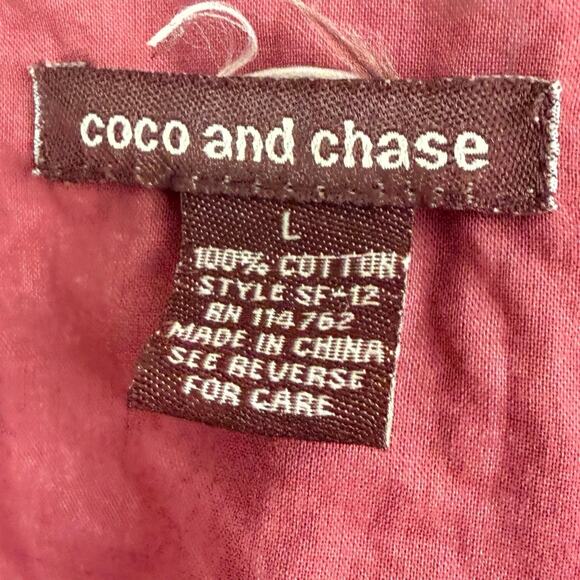 coco and chase
L
100% COTTON
STYLE SF-12
RN 114762
MADE IN CHINA
SEE REVERSE
FOR CARE